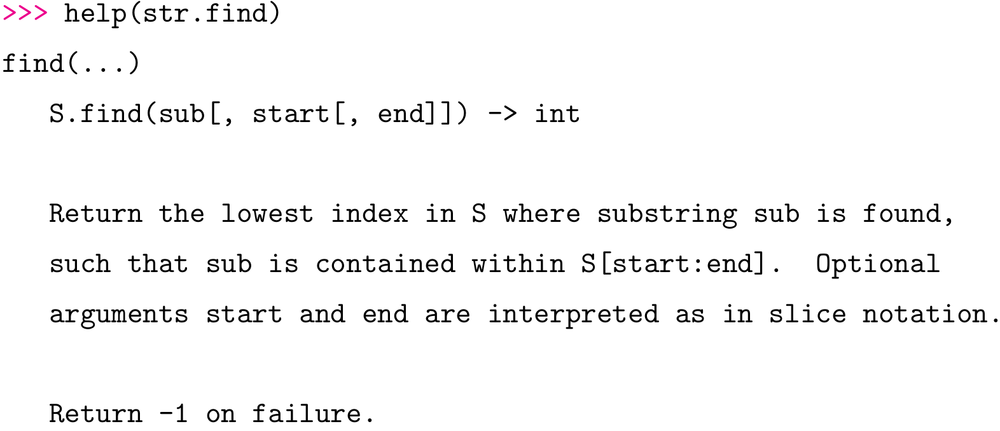 >>> help(str.find)
find(...)
S.find(sub[, start[, end]]) -> int
Return the lowest index in S where substring sub is found,
such that sub is contained within S[start:end].  Optional
arguments start and end are interpreted as in slice notation.
Return -1 on failure.